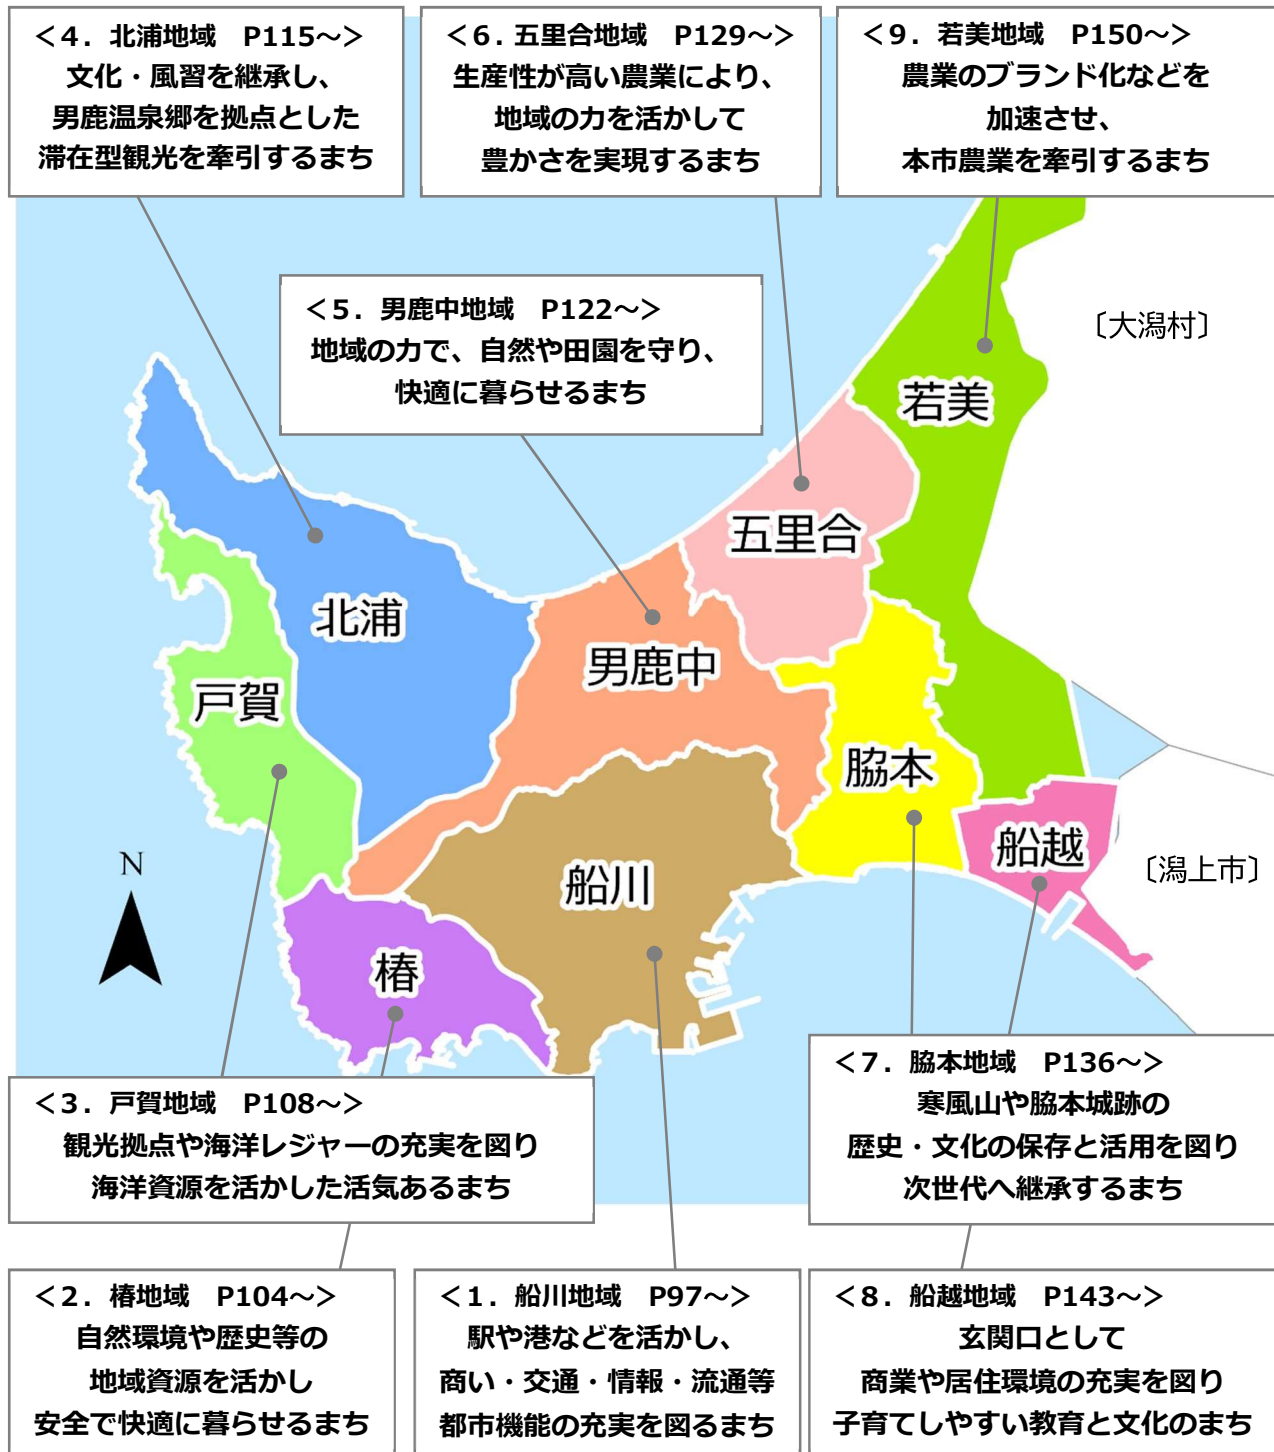 ＜4．北浦地域　P115～＞
文化・風習を継承し、
男鹿温泉郷を拠点とした
滞在型観光を牽引するまち
＜6．五里合地域　P129～＞
生産性が高い農業により、
地域の力を活かして
豊かさを実現するまち
＜9．若美地域　P150～＞
農業のブランド化などを
加速させ、
本市農業を牽引するまち
＜5．男鹿中地域　P122～＞
地域の力で、自然や田園を守り、
快適に暮らせるまち
〔大潟村〕
若美
五里合
北浦
男鹿中
戸賀
脇本
船越
〔潟上市〕
船川
N
椿
＜3．戸賀地域　P108～＞
観光拠点や海洋レジャーの充実を図り
海洋資源を活かした活気あるまち
＜7．脇本地域　P136～＞
寒風山や脇本城跡の
歴史・文化の保存と活用を図り
次世代へ継承するまち
＜2．椿地域　P104～＞
自然環境や歴史等の
地域資源を活かし
安全で快適に暮らせるまち
＜1．船川地域　P97～＞
駅や港などを活かし、
商い・交通・情報・流通等
都市機能の充実を図るまち
＜8．船越地域　P143～＞
玄関口として
商業や居住環境の充実を図り
子育てしやすい教育と文化のまち